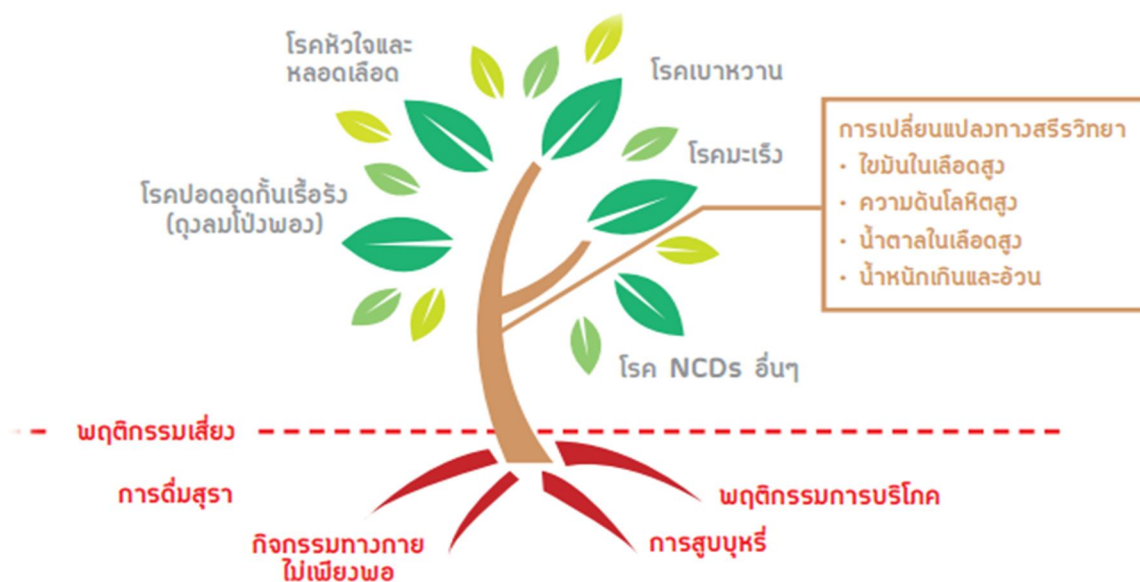 โรคหัวใจและ
หลอดเลือด
โรคเบาหวาน
โรคมะเร็ง
โรคปอดอุดกั้นเรื้อรัง
(ถุงลมโป่งพอง)
การเปลี่ยนแปลงทางสรีรวิทยา
• ไขมันในเลือดสูง
• ความดันโลหิตสูง
• น้ำตาลในเลือดสูง
• น้ำหนักเกินและอ้วน
โรค NCDs อื่นๆ
พฤติกรรมเสี่ยง
การดื่มสุรา
พฤติกรรมการบริโภค
กิจกรรมทางกาย
ไม่เพียงพอ
การสูบบุหรี่